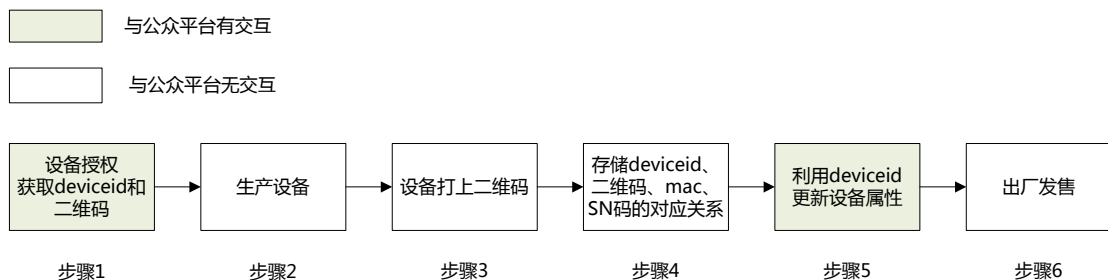 与公众平台有交互
与公众平台无交互
设备授权
获取deviceid和
二维码
生产设备
设备打上二维码
存储deviceid、
二维码、mac、
SN码的对应关系
利用deviceid
更新设备属性
出厂发售
步骤1
步骤2
步骤3
步骤4
步骤5
步骤6